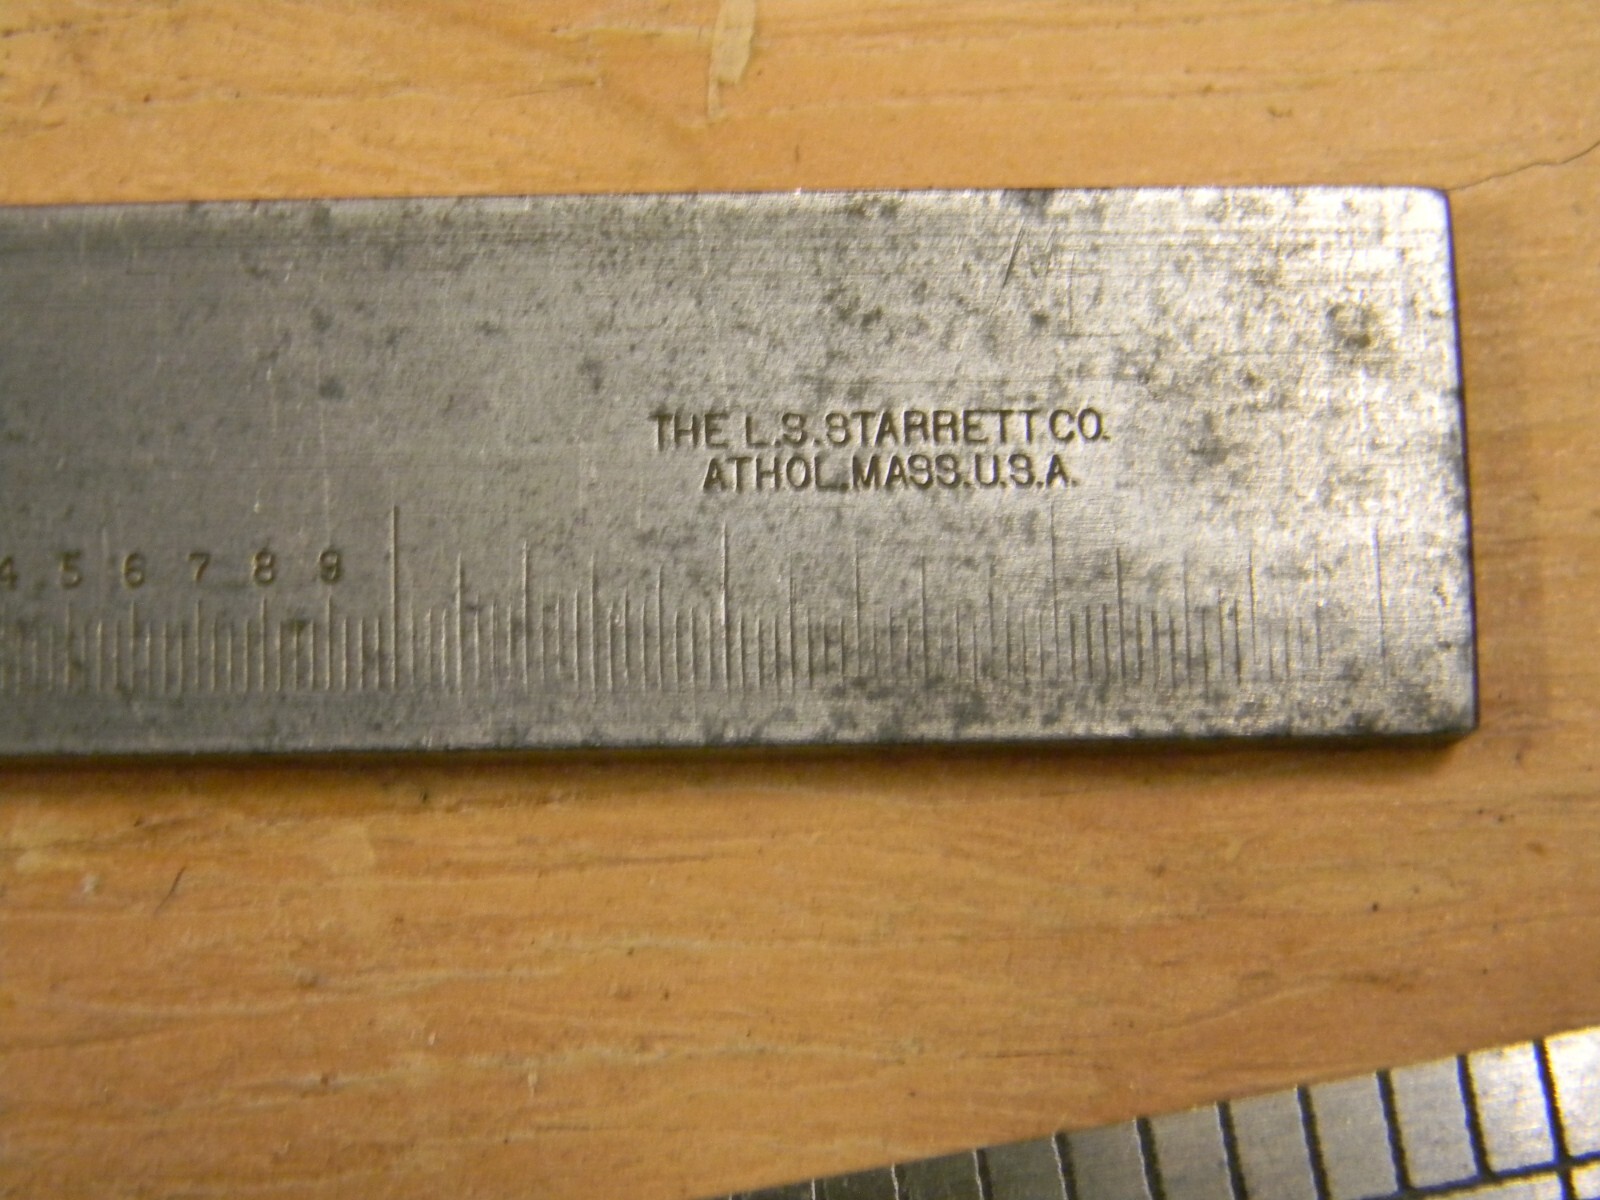 THE L.S. STARRETT CO.
ATHOL. MASS. U.S.A.
4 5 6 7 8 9